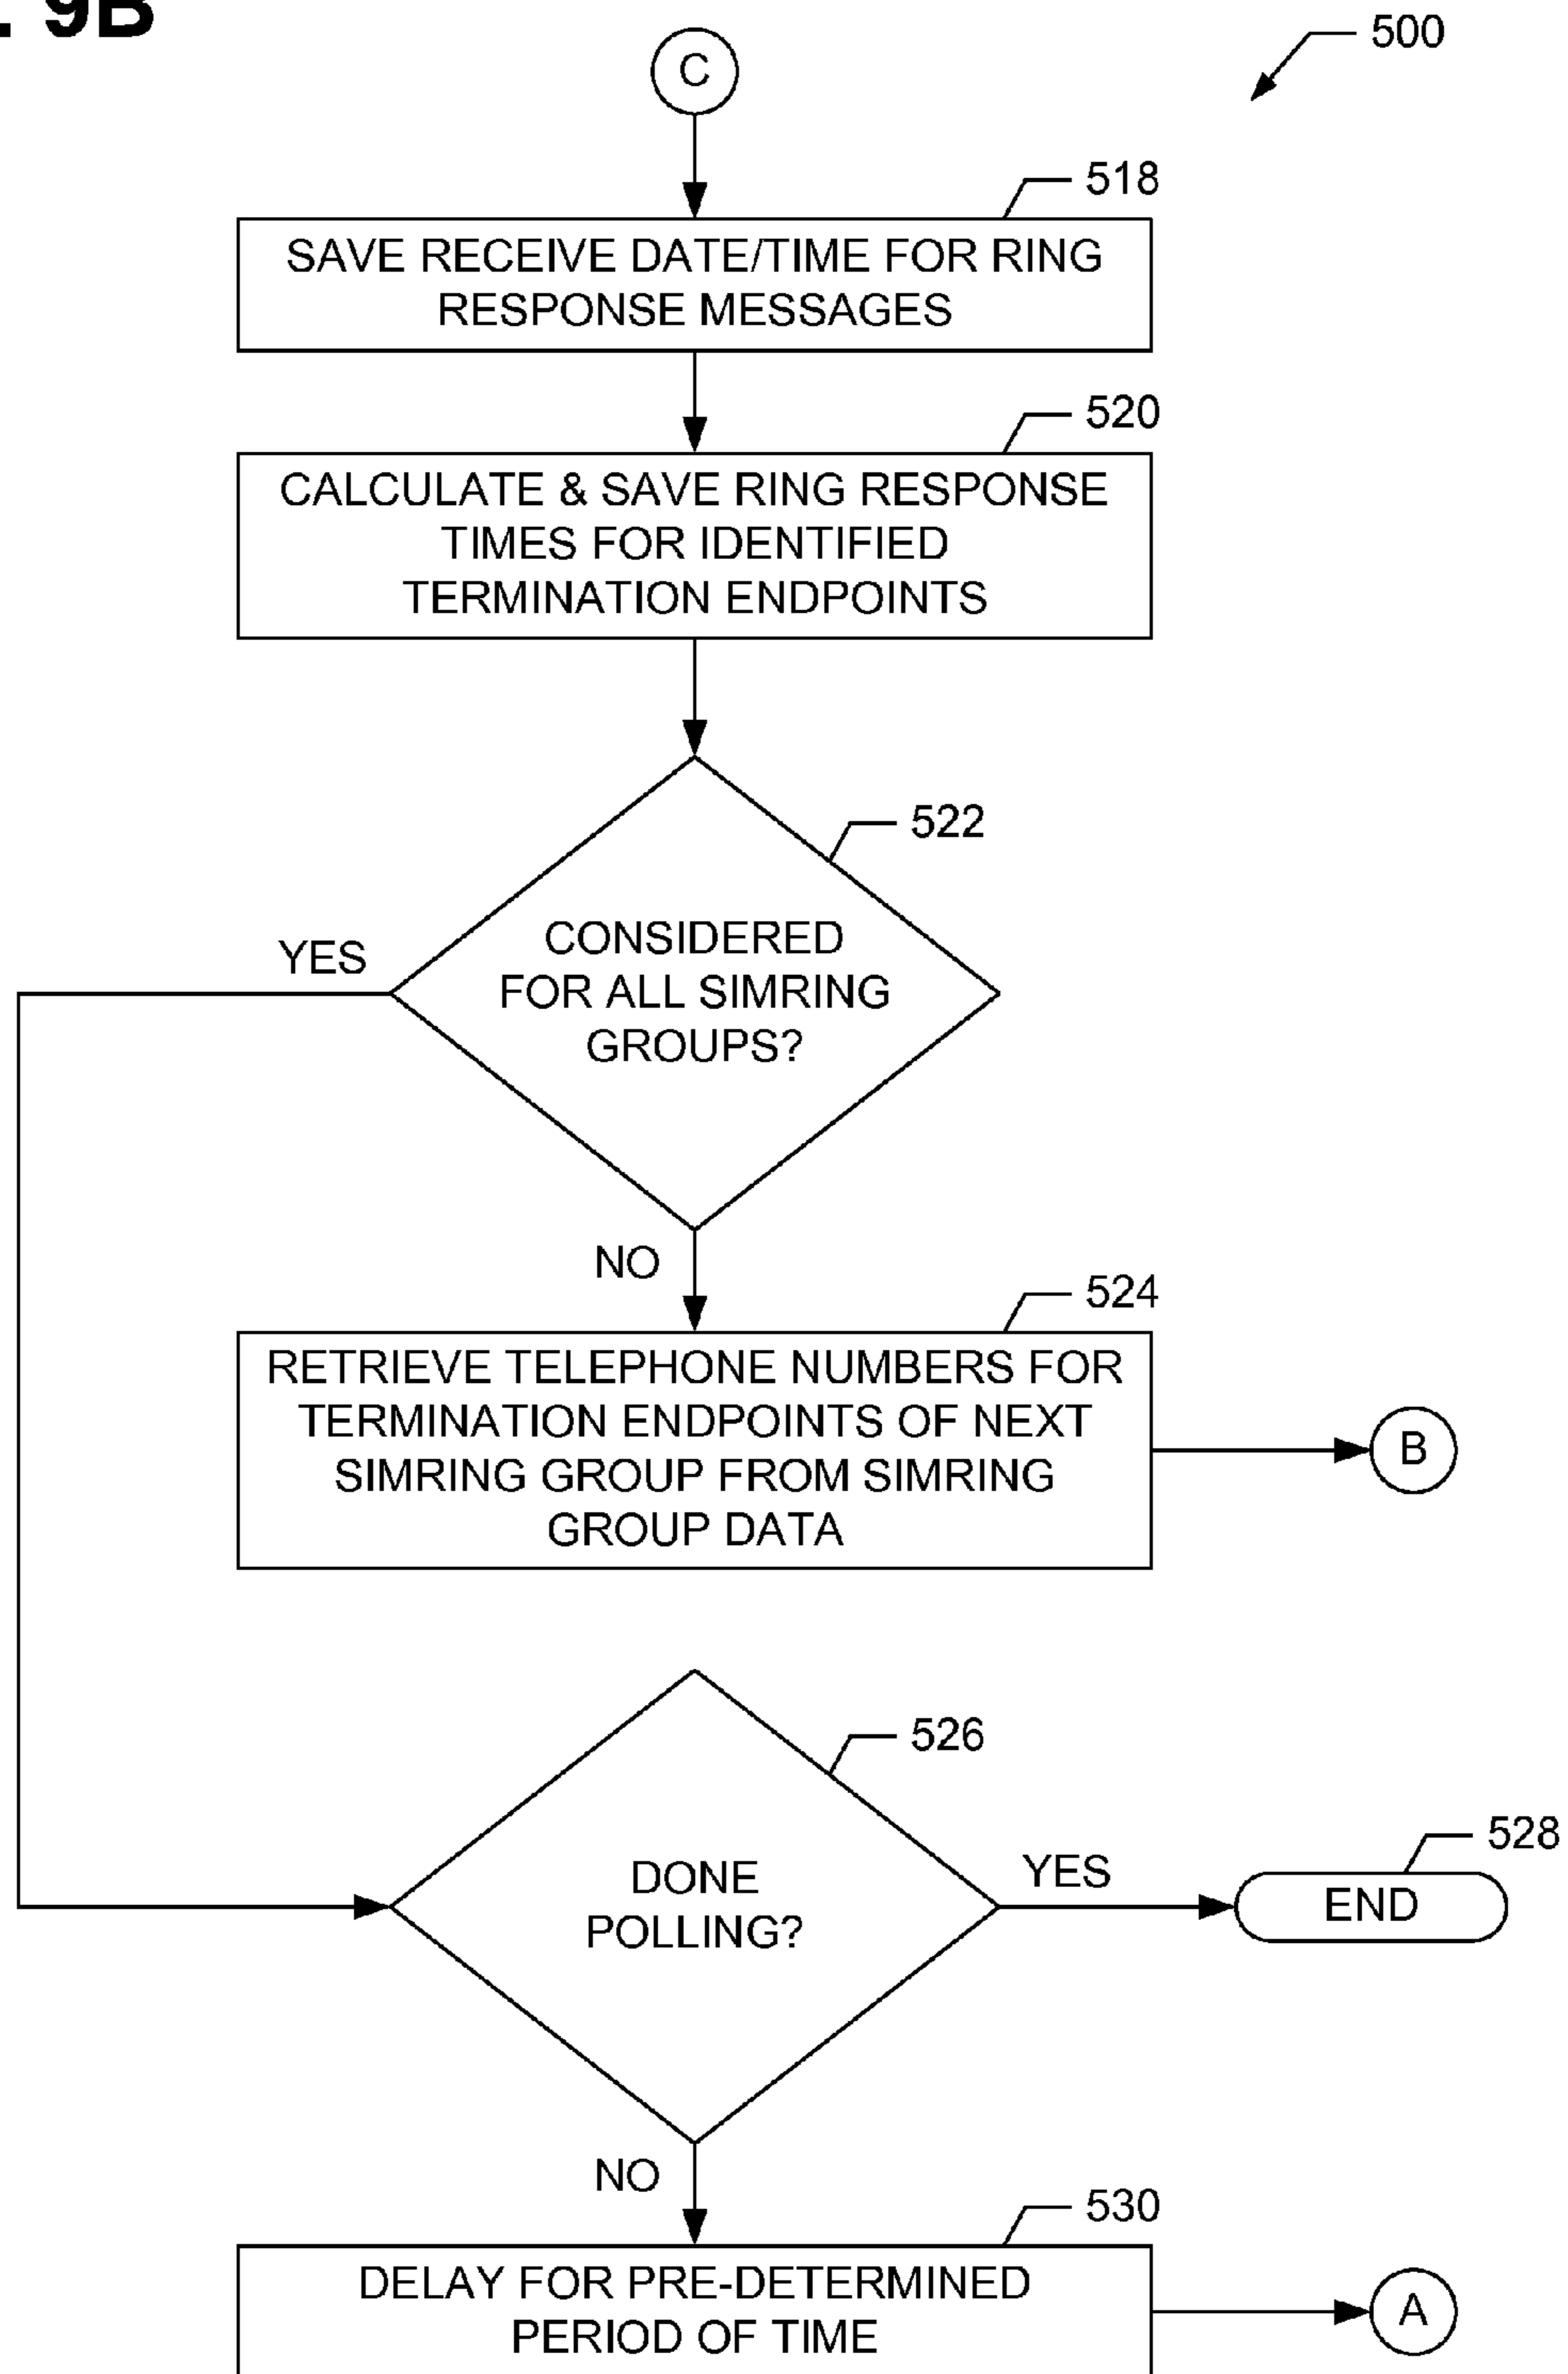 . 9B
500
C
518
SAVE RECEIVE DATE/TIME FOR RING
RESPONSE MESSAGES
520
CALCULATE & SAVE RING RESPONSE
TIMES FOR IDENTIFIED
TERMINATION ENDPOINTS
522
CONSIDERED
FOR ALL SIMRING
GROUPS?
YES
NO
524
RETRIEVE TELEPHONE NUMBERS FOR
TERMINATION ENDPOINTS OF NEXT
SIMRING GROUP FROM SIMRING
GROUP DATA
B
526
DONE
POLLING?
YES
528
END
NO
530
DELAY FOR PRE-DETERMINED
PERIOD OF TIME
A